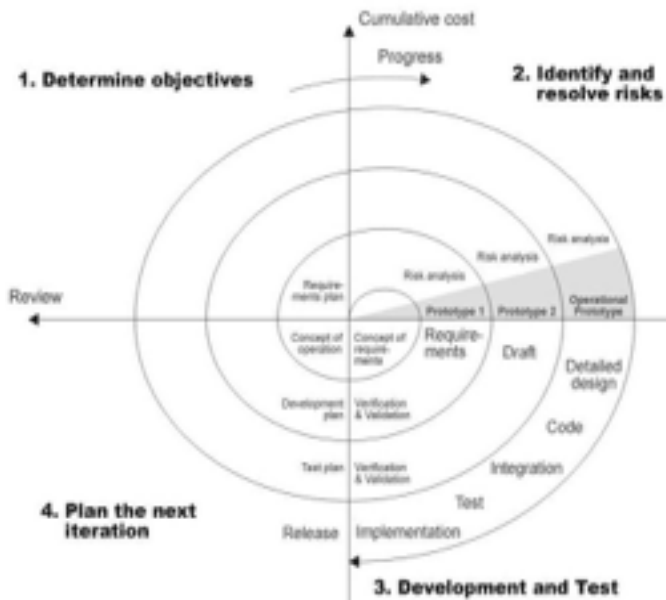 Cumulative cost
Progress
1. Determine objectives
2. Identify and
resolve risks
Risk analysis
Risk analysis
Risk analysis
Require-
ments plan
Review
Prototype 1
Prototype 2
Operational
Prototype
Concept of
operation
Concept of
require-
ments
Require-
ments
Draft
Detailed
design
Development
plan
Verification
& Validation
Code
Test plan
Verification
& Validation
Integration
Test
4. Plan the next
iteration
Release
Implementation
3. Development and Test